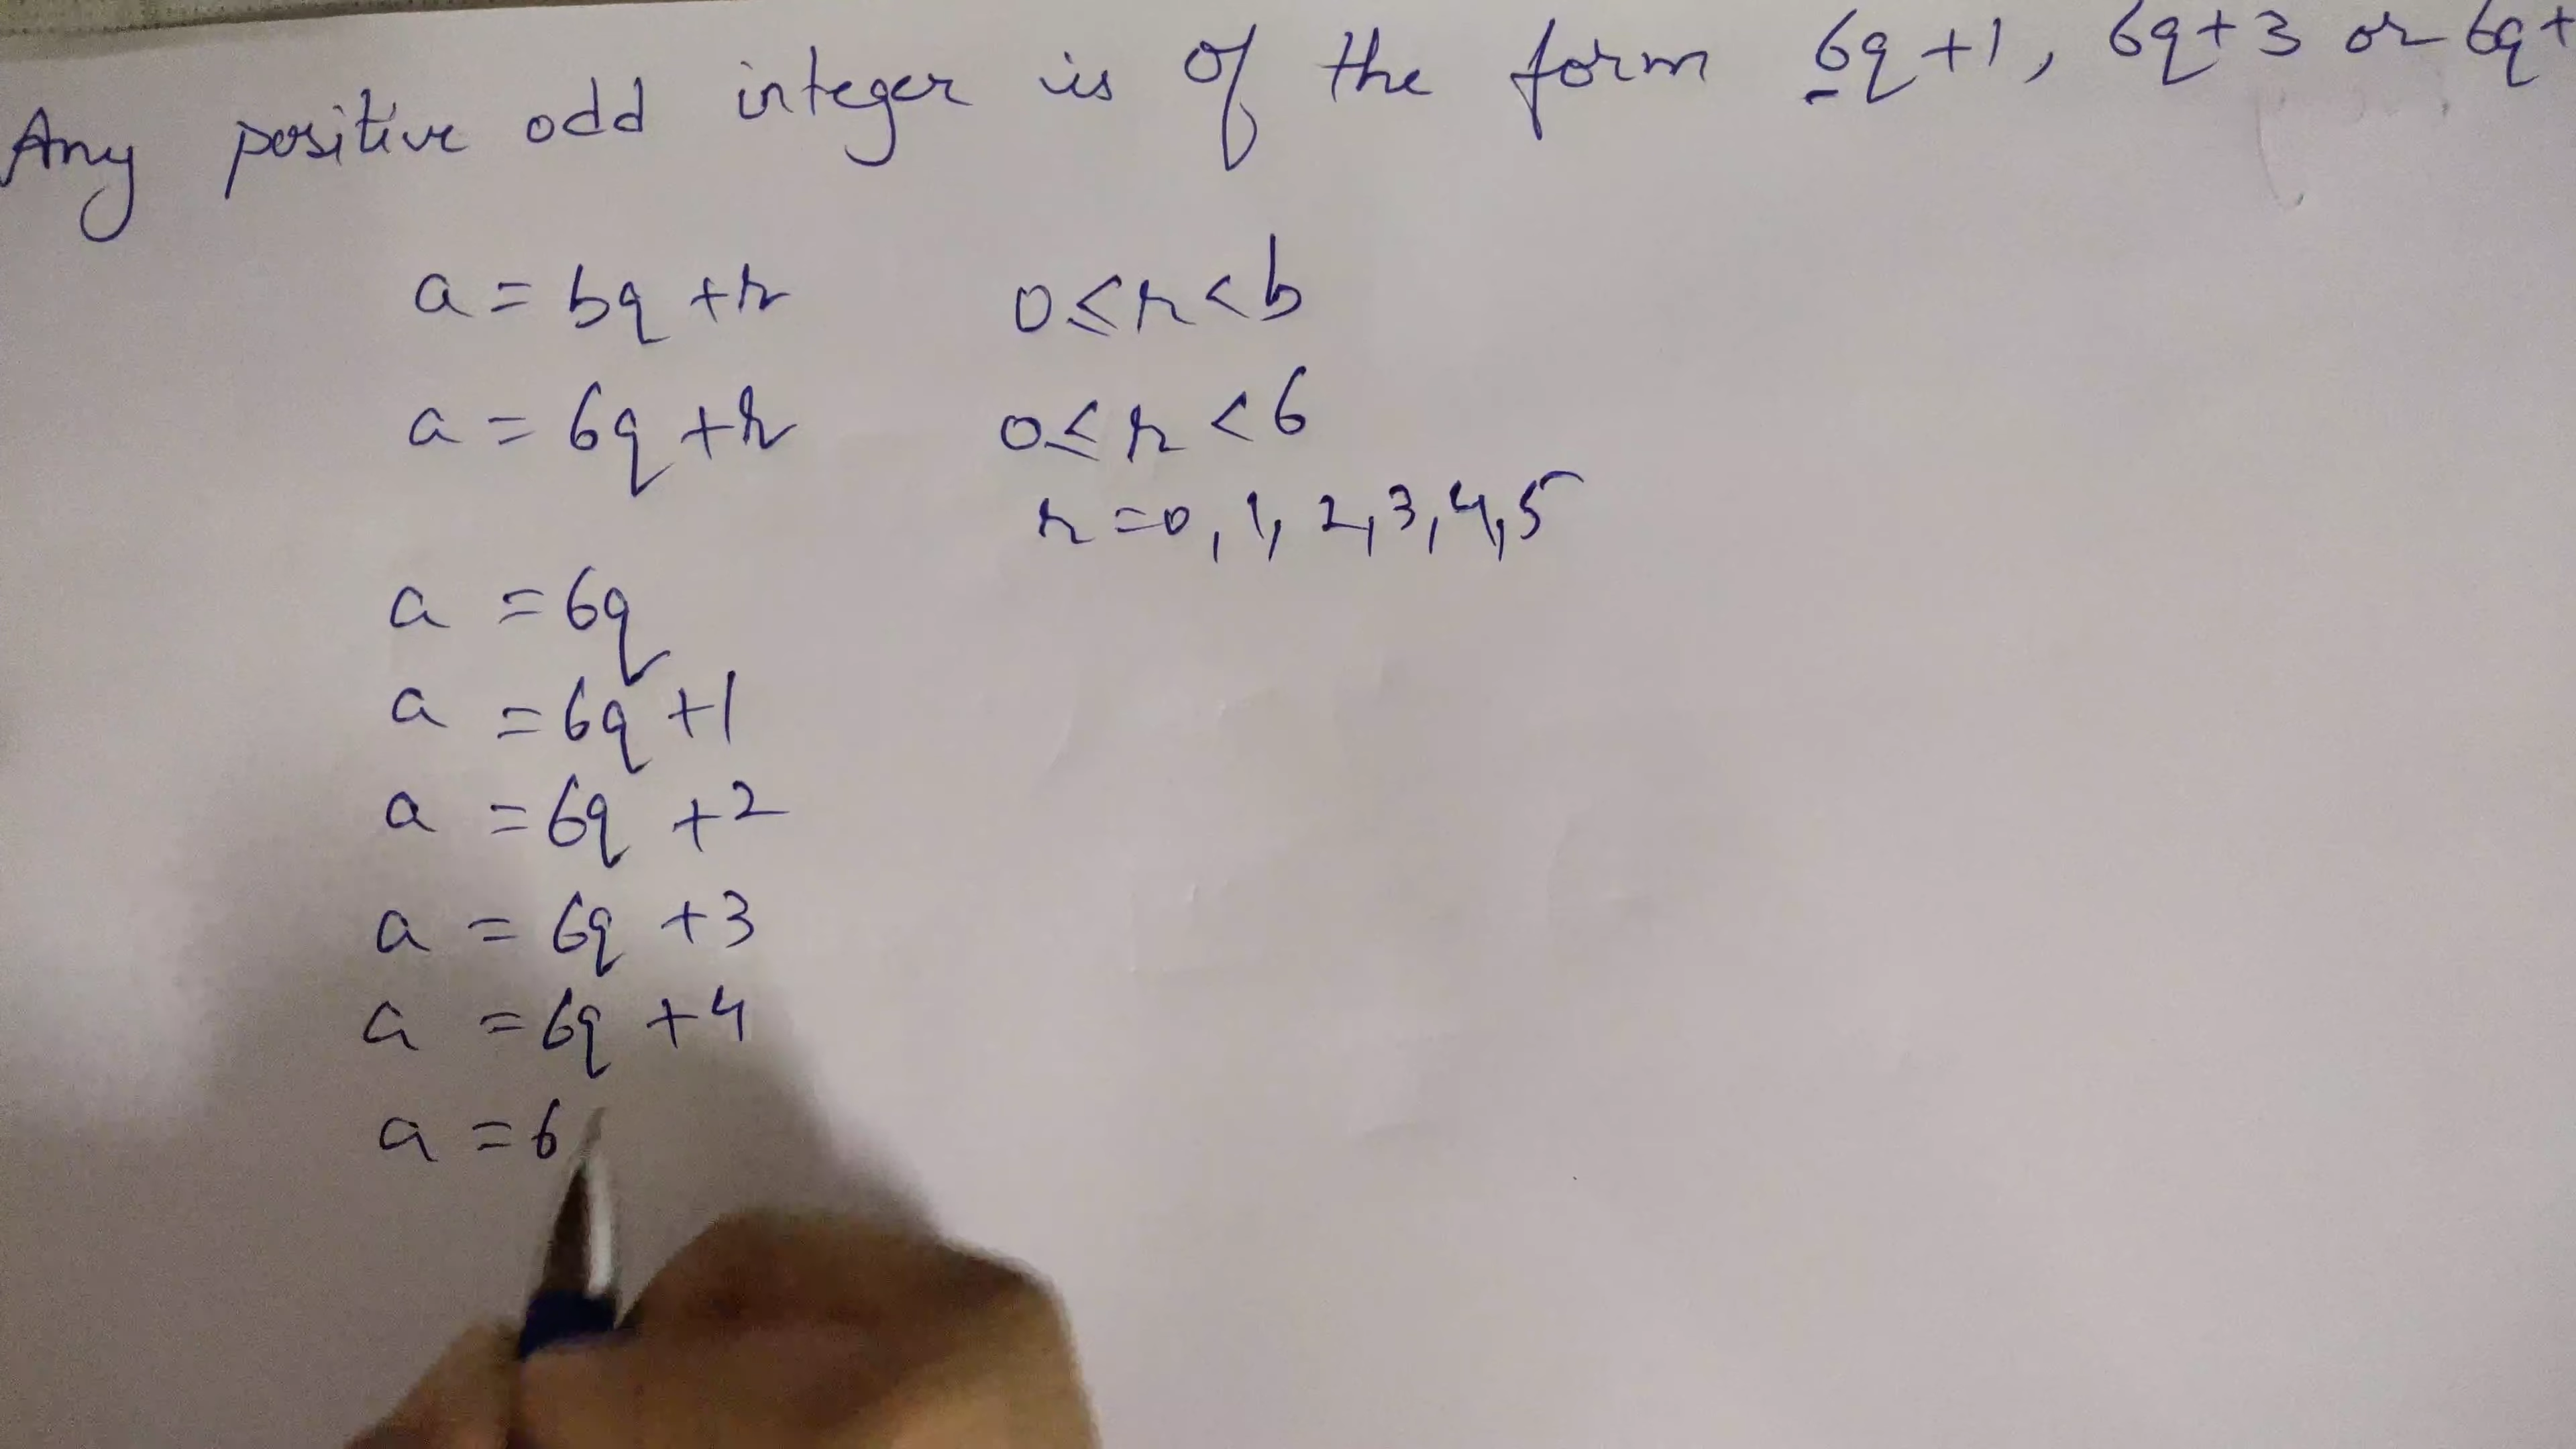 Any positive odd integer is of the form 6q+1, 6q+3 or 6q+
a = bq+r 0≤r<b
a = 6q+r 0≤r<6
r=0,1,2,3,4,5
a = 6q
a = 6q+1
a = 6q+2
a = 6q+3
a = 6q+4
a = 6